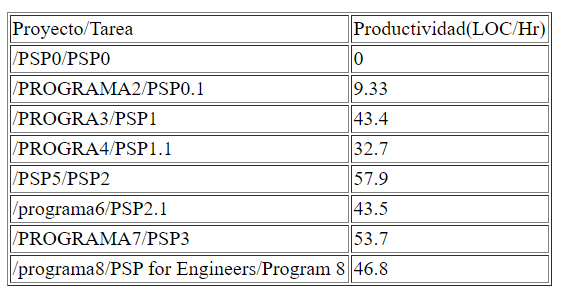 Proyecto/Tarea Productividad(LOC/Hr)
/PSP0/PSP0 0
/PROGRAMA2/PSP0.1 9.33
/PROGRA3/PSP1 43.4
/PROGRA4/PSP1.1 32.7
/PSP5/PSP2 57.9
/programa6/PSP2.1 43.5
/PROGRAMA7/PSP3 53.7
/programa8/PSP for Engineers/Program 8 46.8